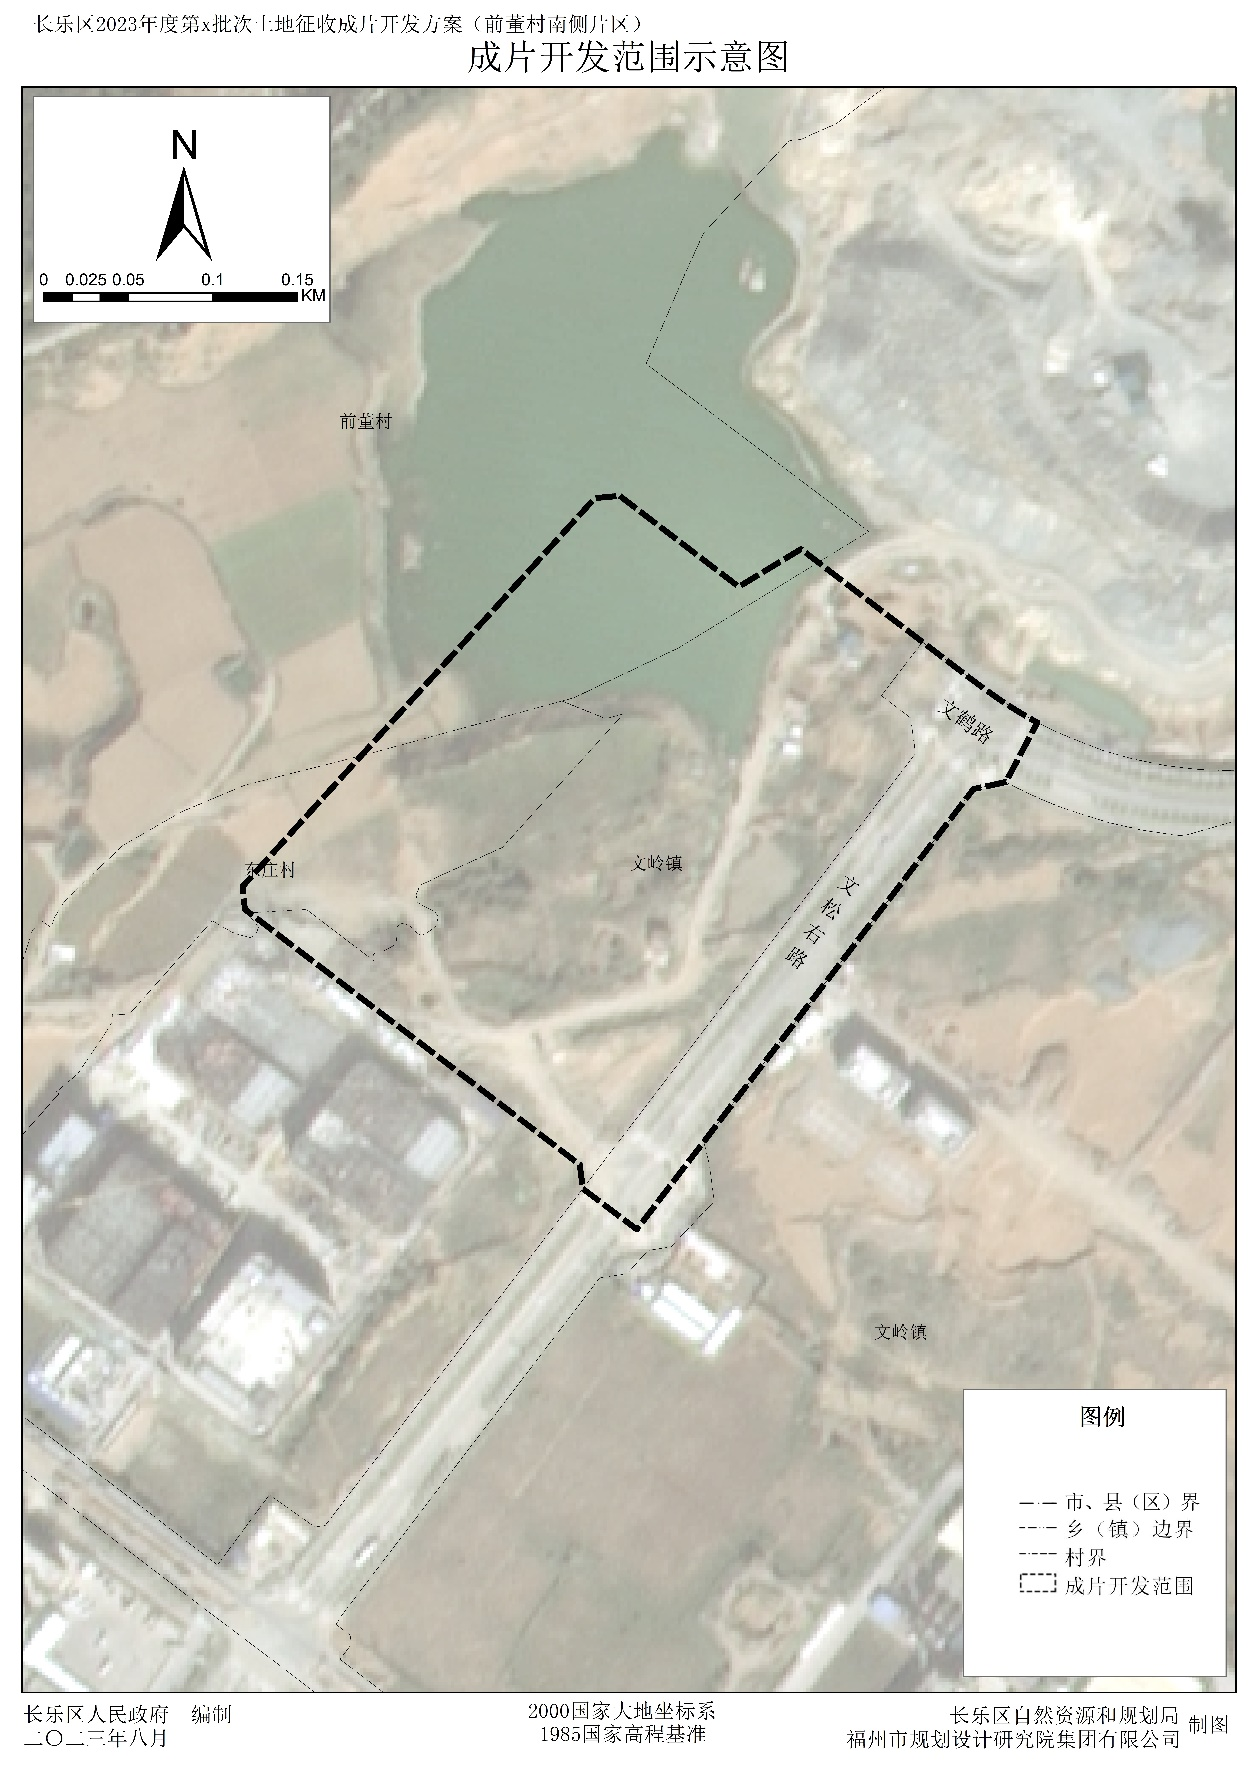 长乐区2023年度第x批次土地征收成片开发方案（前董村南侧片区）
成片开发范围示意图
N
0 0.025 0.05 0.1 0.15
KM
前董村
文鹤路
东庄村
文岭镇
文松右路
文岭镇
图例
市、县（区）界
乡（镇）边界
村界
成片开发范围
长乐区人民政府 编制
二〇二三年八月
2000国家大地坐标系
1985国家高程基准
长乐区自然资源和规划局
福州市规划设计研究院集团有限公司
制图